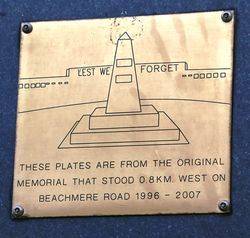 LEST WE FORGET
THESE PLATES ARE FROM THE ORIGINAL
MEMORIAL THAT STOOD 0.8KM. WEST ON
BEACHMERE ROAD 1996 - 2007